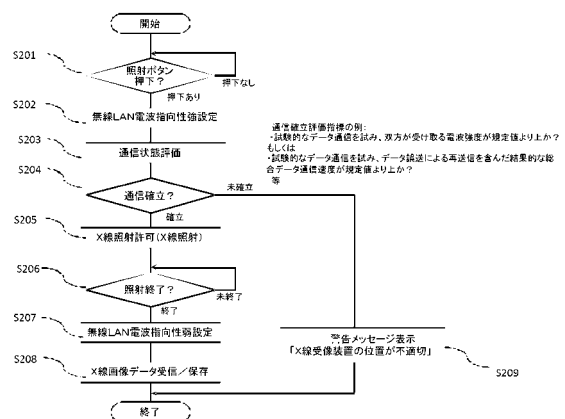 開始
S201
照射ボタン
押下？
押下なし
押下あり
S202
無線LAN電波指向性強設定
S203
通信状態評価
通信確立評価指標の例：
・試験的なデータ通信を試み、双方が受け取る電波強度が規定値より上か？
もしくは
・試験的なデータ通信を試み、データ誤送による再送信を含んだ結果的な総
合データ通信速度が規定値より上か？
等
S204
通信確立？
未確立
確立
S205
X線照射許可（X線照射）
S206
照射終了？
未終了
終了
S207
無線LAN電波指向性弱設定
警告メッセージ表示
「X線受像装置の位置が不適切」
S208
X線画像データ受信／保存
S209
終了